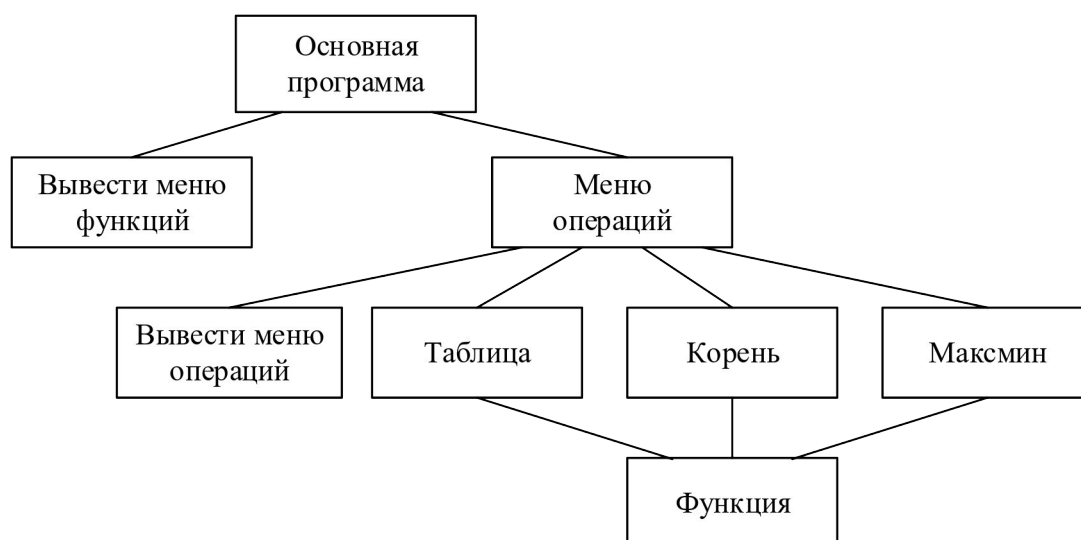 Основная
программа
Вывести меню
функций
Меню
операций
Вывести меню
операций
Таблица
Корень
Максмин
Функция